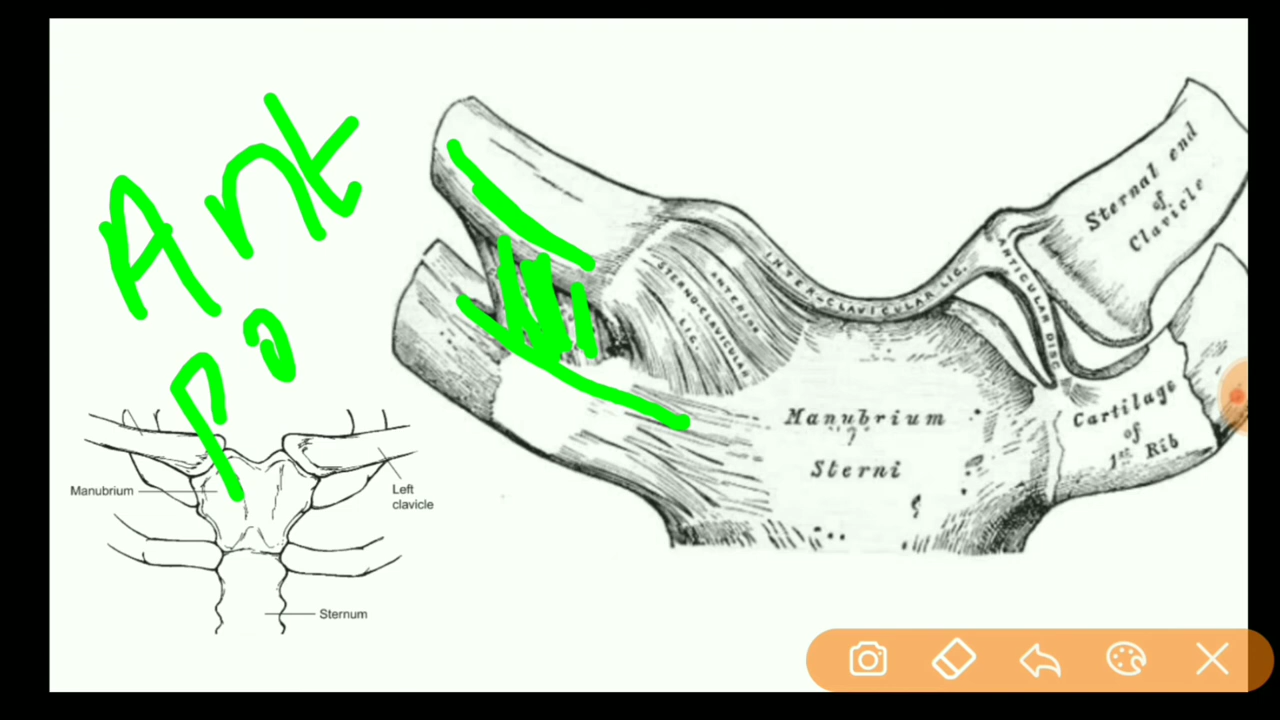 Ant
Po
Manubrium
Left
clavicle
Sternum
INTER-CLAVICULAR LIG.
ANTERIOR
STERNO-CLAVICULAR
LIG.
ARTICULAR DISC
Sternal end
of
Clavicle
Manubrium
Sterni
Cartilage
of
1st Rib